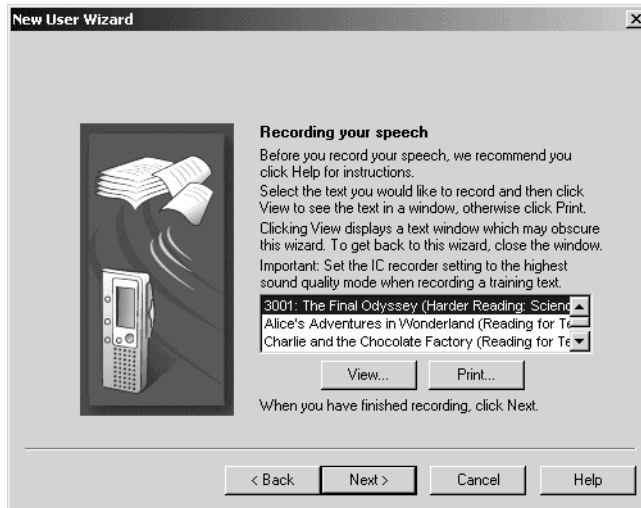 New User Wizard
Recording your speech
Before you record your speech, we recommend you
click Help for instructions.
Select the text you would like to record and then click
View to see the text in a window, otherwise click Print.
Clicking View displays a text window which may obscure
this wizard. To get back to this wizard, close the window.
Important: Set the IC recorder setting to the highest
sound quality mode when recording a training text.
3001: The Final Odyssey (Harder Reading: Scienc
Alice's Adventures in Wonderland (Reading for Te
Charlie and the Chocolate Factory (Reading for Te
View... Print...
When you have finished recording, click Next.
< Back Next > Cancel Help